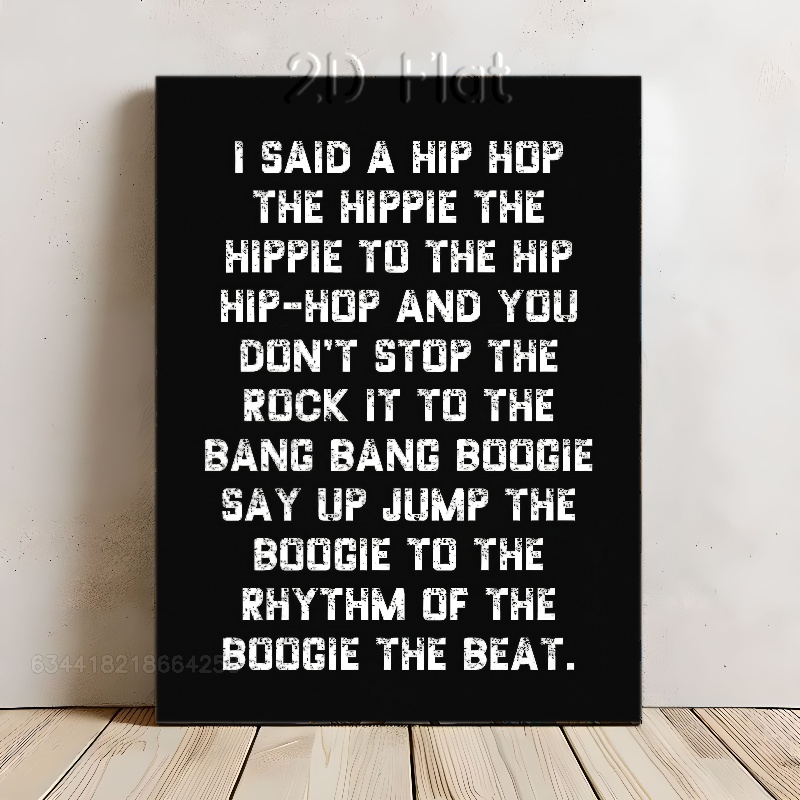 2D Flat
I SAID A HIP HOP
THE HIPPIE THE
HIPPIE TO THE HIP
HIP-HOP AND YOU
DON'T STOP THE
ROCK IT TO THE
BANG BANG BOOGIE
SAY UP JUMP THE
BOOGIE TO THE
RHYTHM OF THE
BOOGIE THE BEAT.